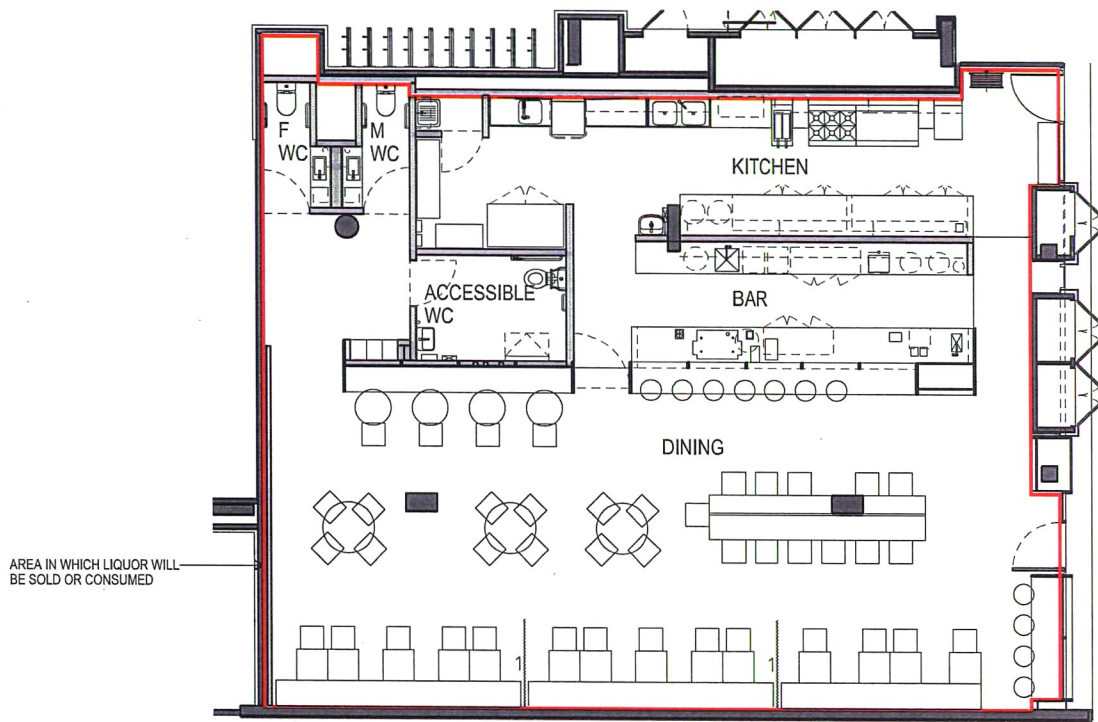 F
WC
M
WC
KITCHEN
ACCESSIBLE
WC
BAR
DINING
AREA IN WHICH LIQUOR WILL
BE SOLD OR CONSUMED
1
1